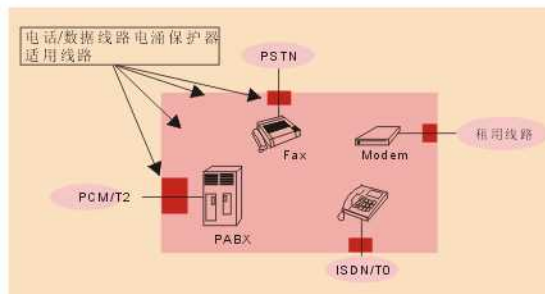 电话/数据线路电涌保护器
适用线路
PSTN
Fax
Modem
租用线路
PCM/T2
PABX
ISDN/T0